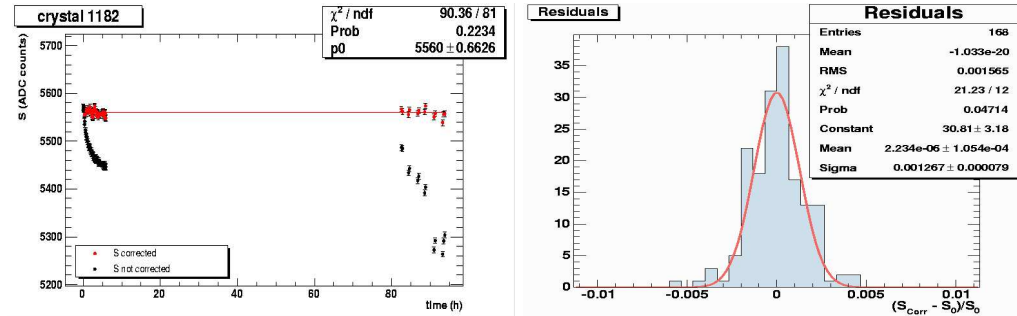 crystal 1182
χ² / ndf 90.36 / 81
Prob 0.2234
p0 5560 ± 0.6626
S (ADC counts)
5700
5600
5500
5400
5300
5200
S corrected
S not corrected
0 20 40 60 80
time (h)
Residuals
Residuals
Entries 168
Mean -1.033e-20
RMS 0.001565
χ² / ndf 21.23 / 12
Prob 0.04714
Constant 30.81 ± 3.18
Mean 2.234e-06 ± 1.054e-04
Sigma 0.001267 ± 0.000079
35
30
25
20
15
10
5
0
-0.01 -0.005 0 0.005 0.01
(S_Corr - S_0)/S_0